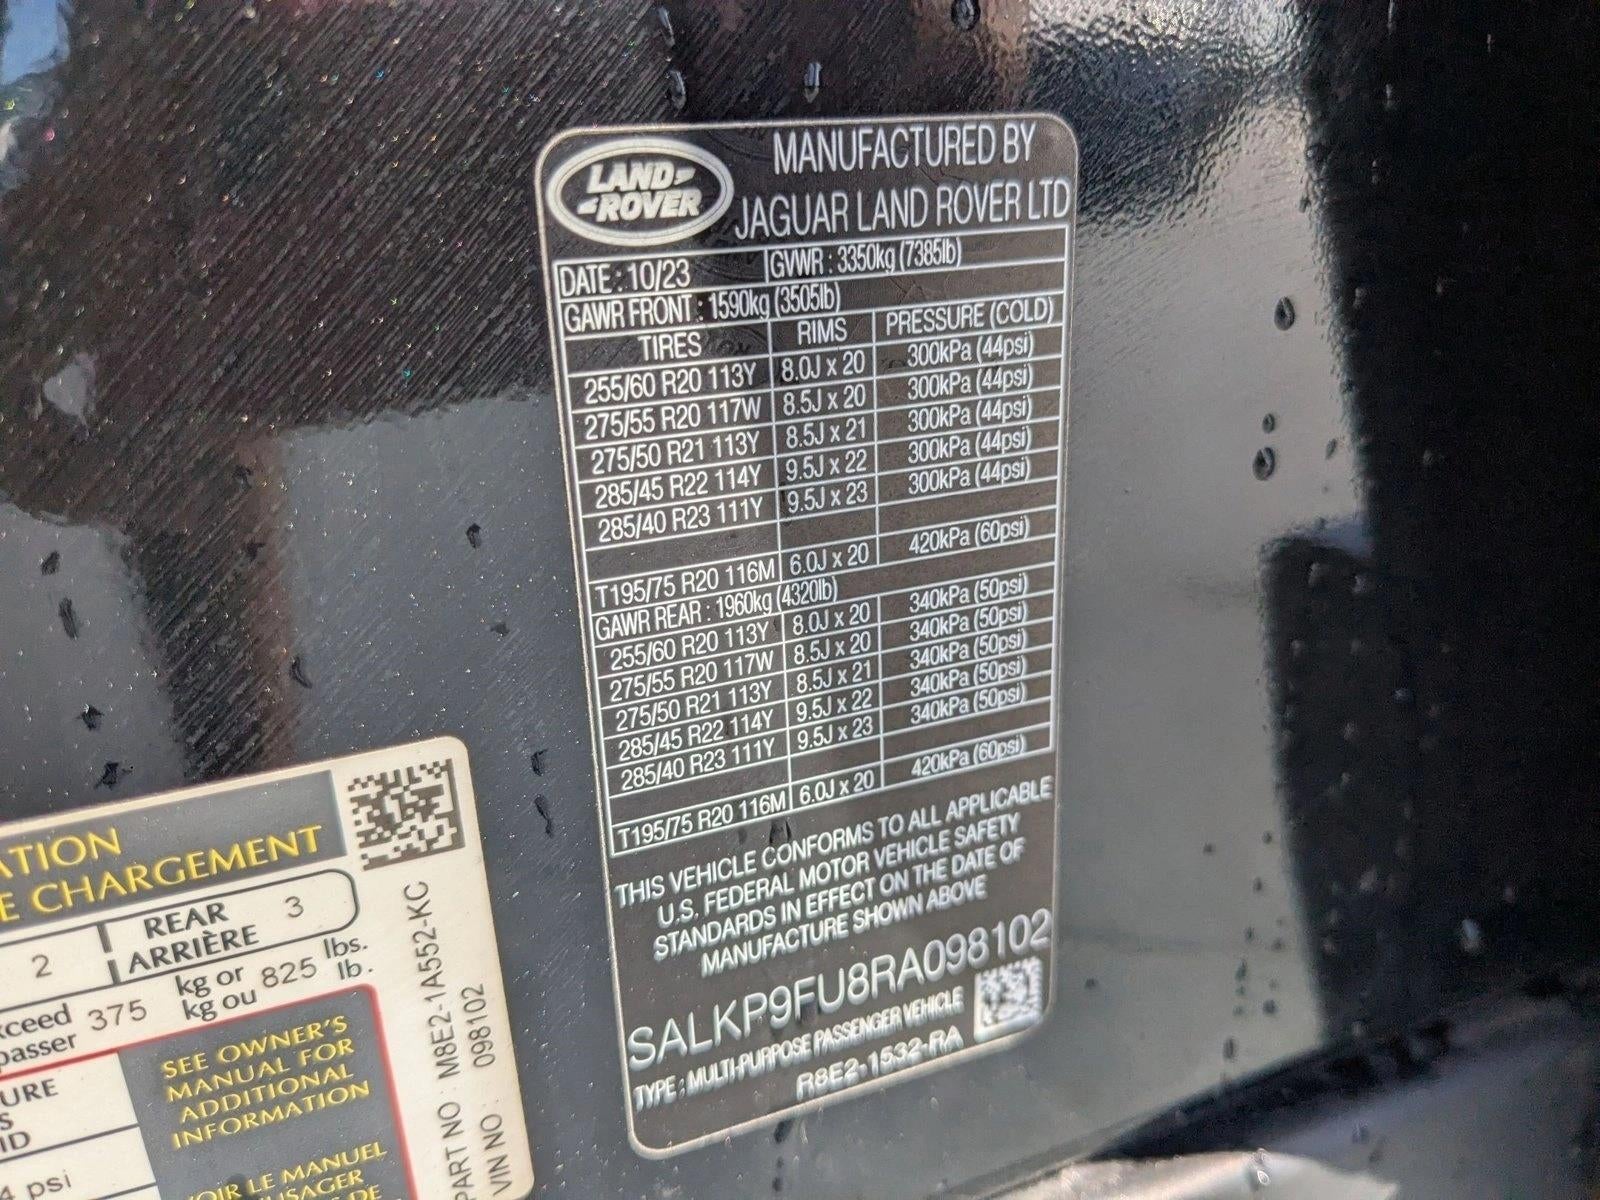 LAND-
-ROVER
MANUFACTURED BY
JAGUAR LAND ROVER LTD
DATE : 10/23 GVWR : 3350kg (7385lb)
GAWR FRONT : 1590kg (3505lb)
TIRES RIMS PRESSURE (COLD)
255/60 R20 113Y 8.0J x 20 300kPa (44psi)
275/55 R20 117W 8.5J x 20 300kPa (44psi)
275/50 R21 113Y 8.5J x 21 300kPa (44psi)
285/45 R22 114Y 9.5J x 22 300kPa (44psi)
285/40 R23 111Y 9.5J x 23 300kPa (44psi)
T195/75 R20 116M 6.0J x 20 420kPa (60psi)
GAWR REAR : 1960kg (4320lb)
255/60 R20 113Y 8.0J x 20 340kPa (50psi)
275/55 R20 117W 8.5J x 20 340kPa (50psi)
275/50 R21 113Y 8.5J x 21 340kPa (50psi)
285/45 R22 114Y 9.5J x 22 340kPa (50psi)
285/40 R23 111Y 9.5J x 23 340kPa (50psi)
T195/75 R20 116M 6.0J x 20 420kPa (60psi)
THIS VEHICLE CONFORMS TO ALL APPLICABLE
U.S. FEDERAL MOTOR VEHICLE SAFETY
STANDARDS IN EFFECT ON THE DATE OF
MANUFACTURE SHOWN ABOVE
SALKP9FU8RA098102
TYPE : MULTI-PURPOSE PASSENGER VEHICLE
R8E2-1532-RA
ATION
E CHARGEMENT
2 REAR 3
ARRIÈRE
xceed 375 kg or 825 lbs.
passer kg ou lb.
URE
S
ID
4 psi
SEE OWNER'S
MANUAL FOR
ADDITIONAL
INFORMATION
VOIR LE MANUEL
USAGER
DE
PART NO : M8E2-1A552-KC
VIN NO : 098102